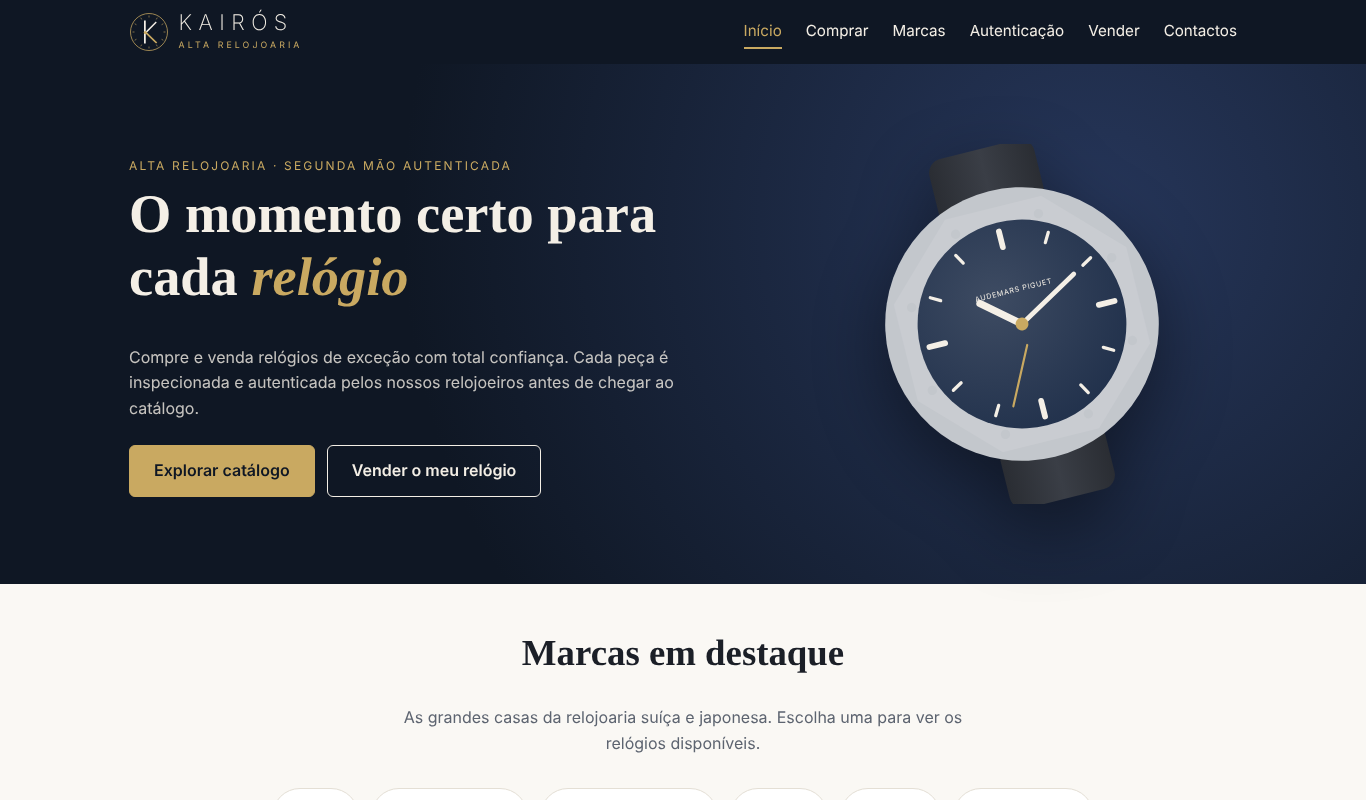 KAIRÓS
ALTA RELOJOARIA
Início Comprar Marcas Autenticação Vender Contactos
ALTA RELOJOARIA · SEGUNDA MÃO AUTENTICADA
O momento certo para
cada relógio
Compre e venda relógios de exceção com total confiança. Cada peça é
inspecionada e autenticada pelos nossos relojoeiros antes de chegar ao
catálogo.
Explorar catálogo
Vender o meu relógio
AUDEMARS PIGUET
Marcas em destaque
As grandes casas da relojoaria suíça e japonesa. Escolha uma para ver os
relógios disponíveis.